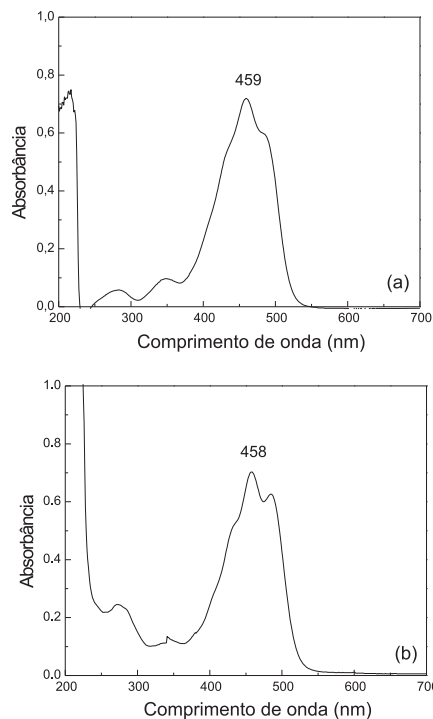 1,0
459
0,8
0,6
Absorbância
0,4
0,2
(a)
0,0
200 300 400 500 600 700
Comprimento de onda (nm)
1.0
458
0.8
0.6
Absorbância
0.4
0.2
(b)
0.0
200 300 400 500 600 700
Comprimento de onda (nm)